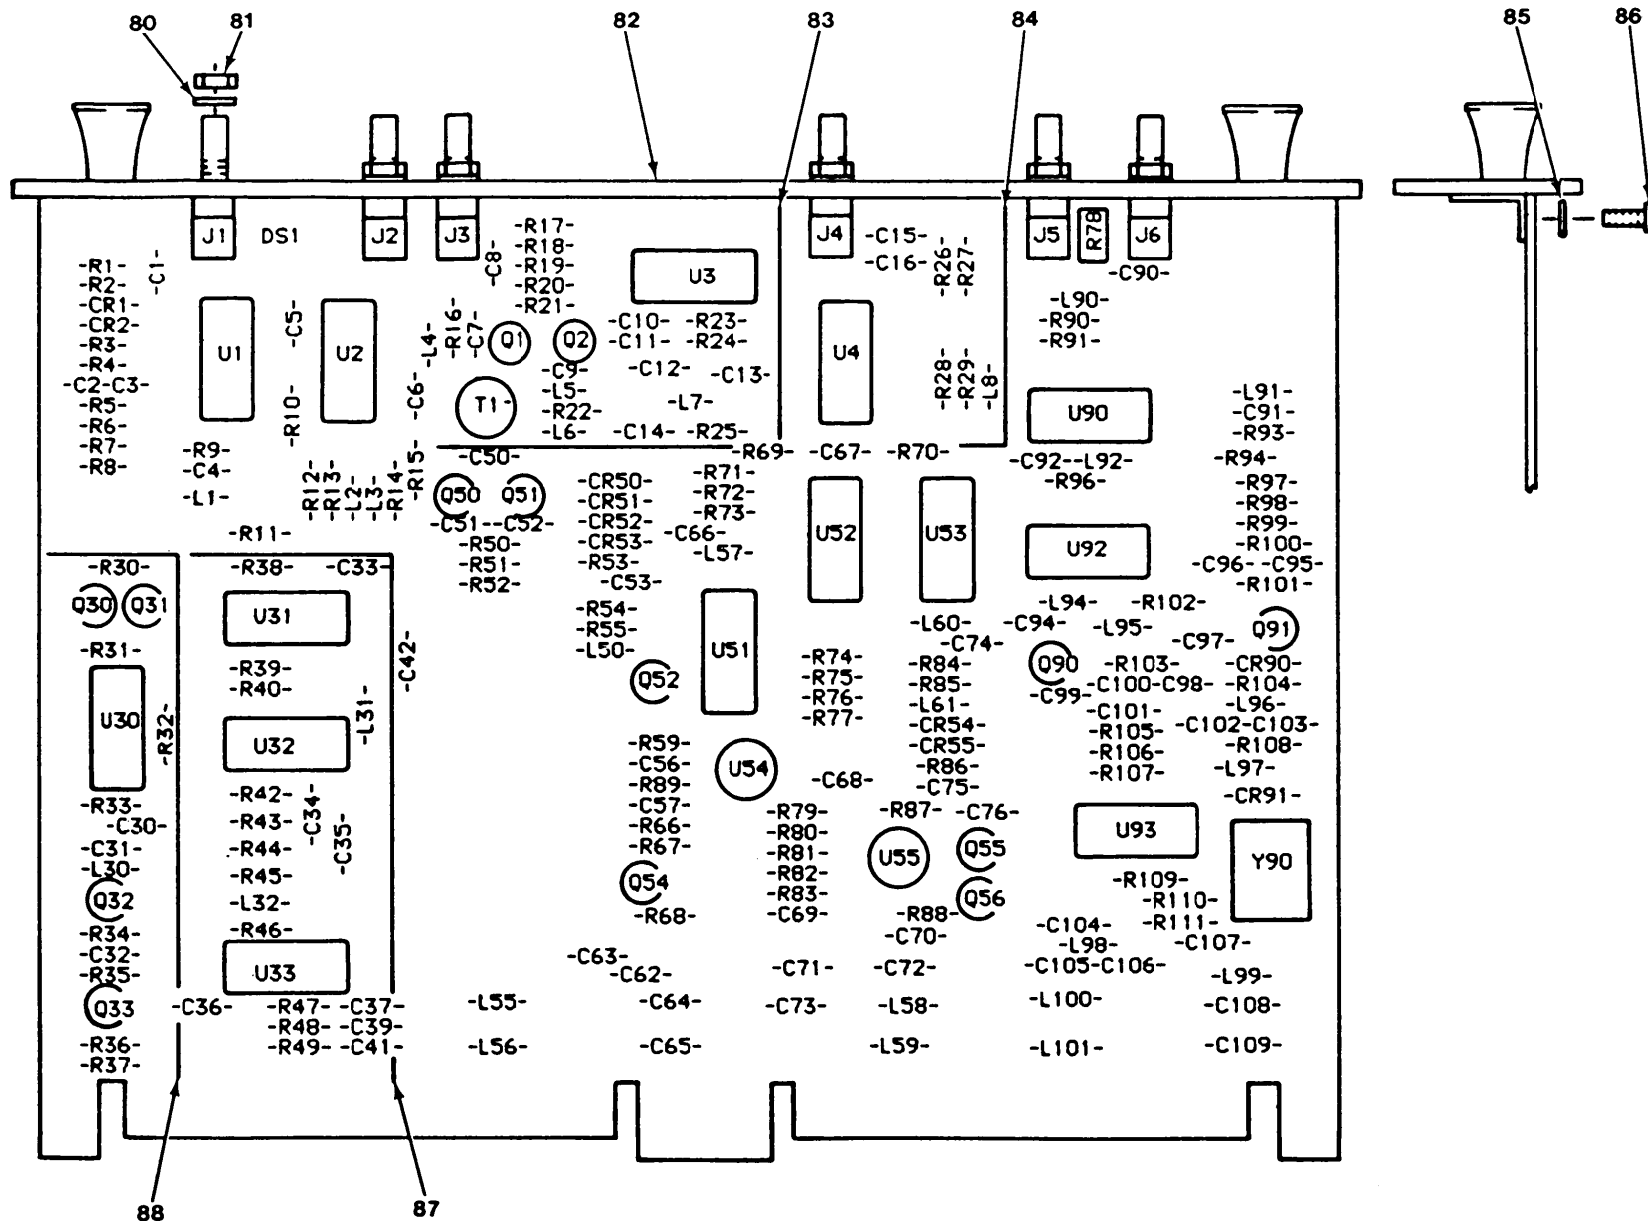 80 81 82 83 84 85 86
J1 DS1 J2 J3 J4 J5 R78 J6
-R1-
-R2-
-CR1-
-CR2-
-R3-
-R4-
-C2-C3-
-R5-
-R6-
-R7-
-R8-
-C1-
U1
-R9-
-C4-
-L1-
-C5-
-R10-
U2
-R12-
-R13-
-L2-
-L3-
-R14-
-R15-
-R11-
-C6-
-L4-
-R16-
-C7-
-C8-
-R17-
-R18-
-R19-
-R20-
-R21-
Q1
Q2
T1-
-C9-
-L5-
-R22-
-L6-
U3
-C10- -R23-
-C11- -R24-
-C12- -C13-
-L7-
-C14- -R25-
-C15-
-C16-
-R26-
-R27-
U4
-R28-
-R29-
-L8-
-C90-
-L90-
-R90-
-R91-
U90
-L91-
-C91-
-R93-
-R94-
-C92--L92-
-R96-
-R97-
-R98-
-R99-
-R100-
-C96- -C95-
-R101-
U92
-R69- -C67- -R70-
-C50-
Q50
Q51
-C51--C52-
-R50-
-R51-
-R52-
-CR50-
-CR51-
-CR52-
-CR53-
-R53-
-C53-
-R54-
-R55-
-L50-
-R71-
-R72-
-R73-
-C66-
-L57-
U52
U53
U51
Q52
-R30-
Q30
Q31
-R31-
U30
-R32-
-R33-
-C30-
-C31-
-L30-
Q32
-R34-
-C32-
-R35-
Q33
-R36-
-R37-
-R38- -C33-
U31
-R39-
-R40-
-L31-
-C42-
U32
-R42-
-R43-
-R44-
-R45-
-L32-
-R46-
-C34-
-C35-
U33
-C36- -R47- -C37-
-R48- -C39-
-R49- -C41-
-R59-
-C56-
-R89-
-C57-
-R66-
-R67-
Q54
-R68-
U54
-C63-
-C62-
-L55- -C64-
-L56- -C65-
-R74-
-R75-
-R76-
-R77-
-C68-
-R79-
-R80-
-R81-
-R82-
-R83-
-C69-
-C71-
-C73-
-L60-
-C74-
-R84-
-R85-
-L61-
-CR54-
-CR55-
-R86-
-C75-
-R87- -C76-
U55
Q55
Q56
-R88-
-C70-
-C72-
-L58-
-L59-
-L94- -R102-
-C94- -L95-
-C97-
Q91
Q90
-R103- -CR90-
-C100-C98- -R104-
-C99-
-L96-
-C101- -C102-C103-
-R105-
-R106- -R108-
-R107- -L97-
-CR91-
U93
Y90
-R109-
-R110-
-R111-
-C104-
-L98-
-C107-
-C105-C106-
-L99-
-L100- -C108-
-L101- -C109-
88 87